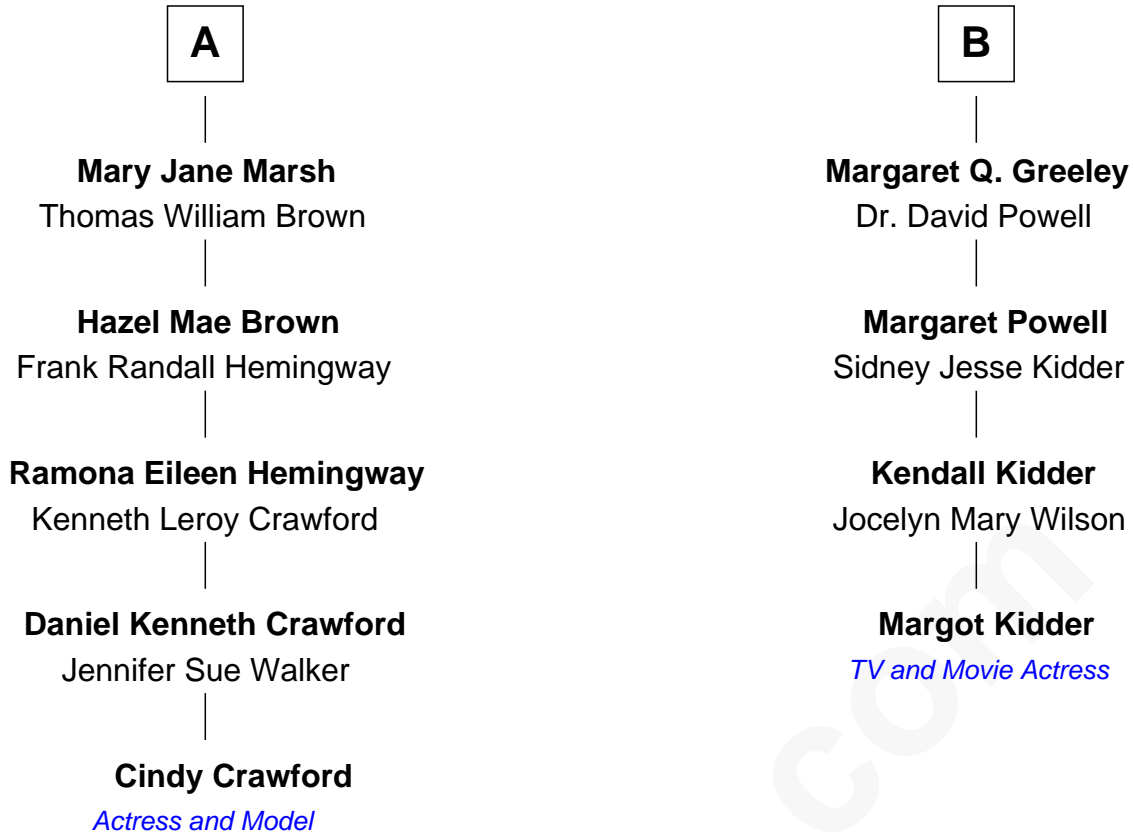 A
Mary Jane Marsh
Thomas William Brown
Hazel Mae Brown
Frank Randall Hemingway
Ramona Eileen Hemingway
Kenneth Leroy Crawford
Daniel Kenneth Crawford
Jennifer Sue Walker
Cindy Crawford
Actress and Model
B
Margaret Q. Greeley
Dr. David Powell
Margaret Powell
Sidney Jesse Kidder
Kendall Kidder
Jocelyn Mary Wilson
Margot Kidder
TV and Movie Actress
com